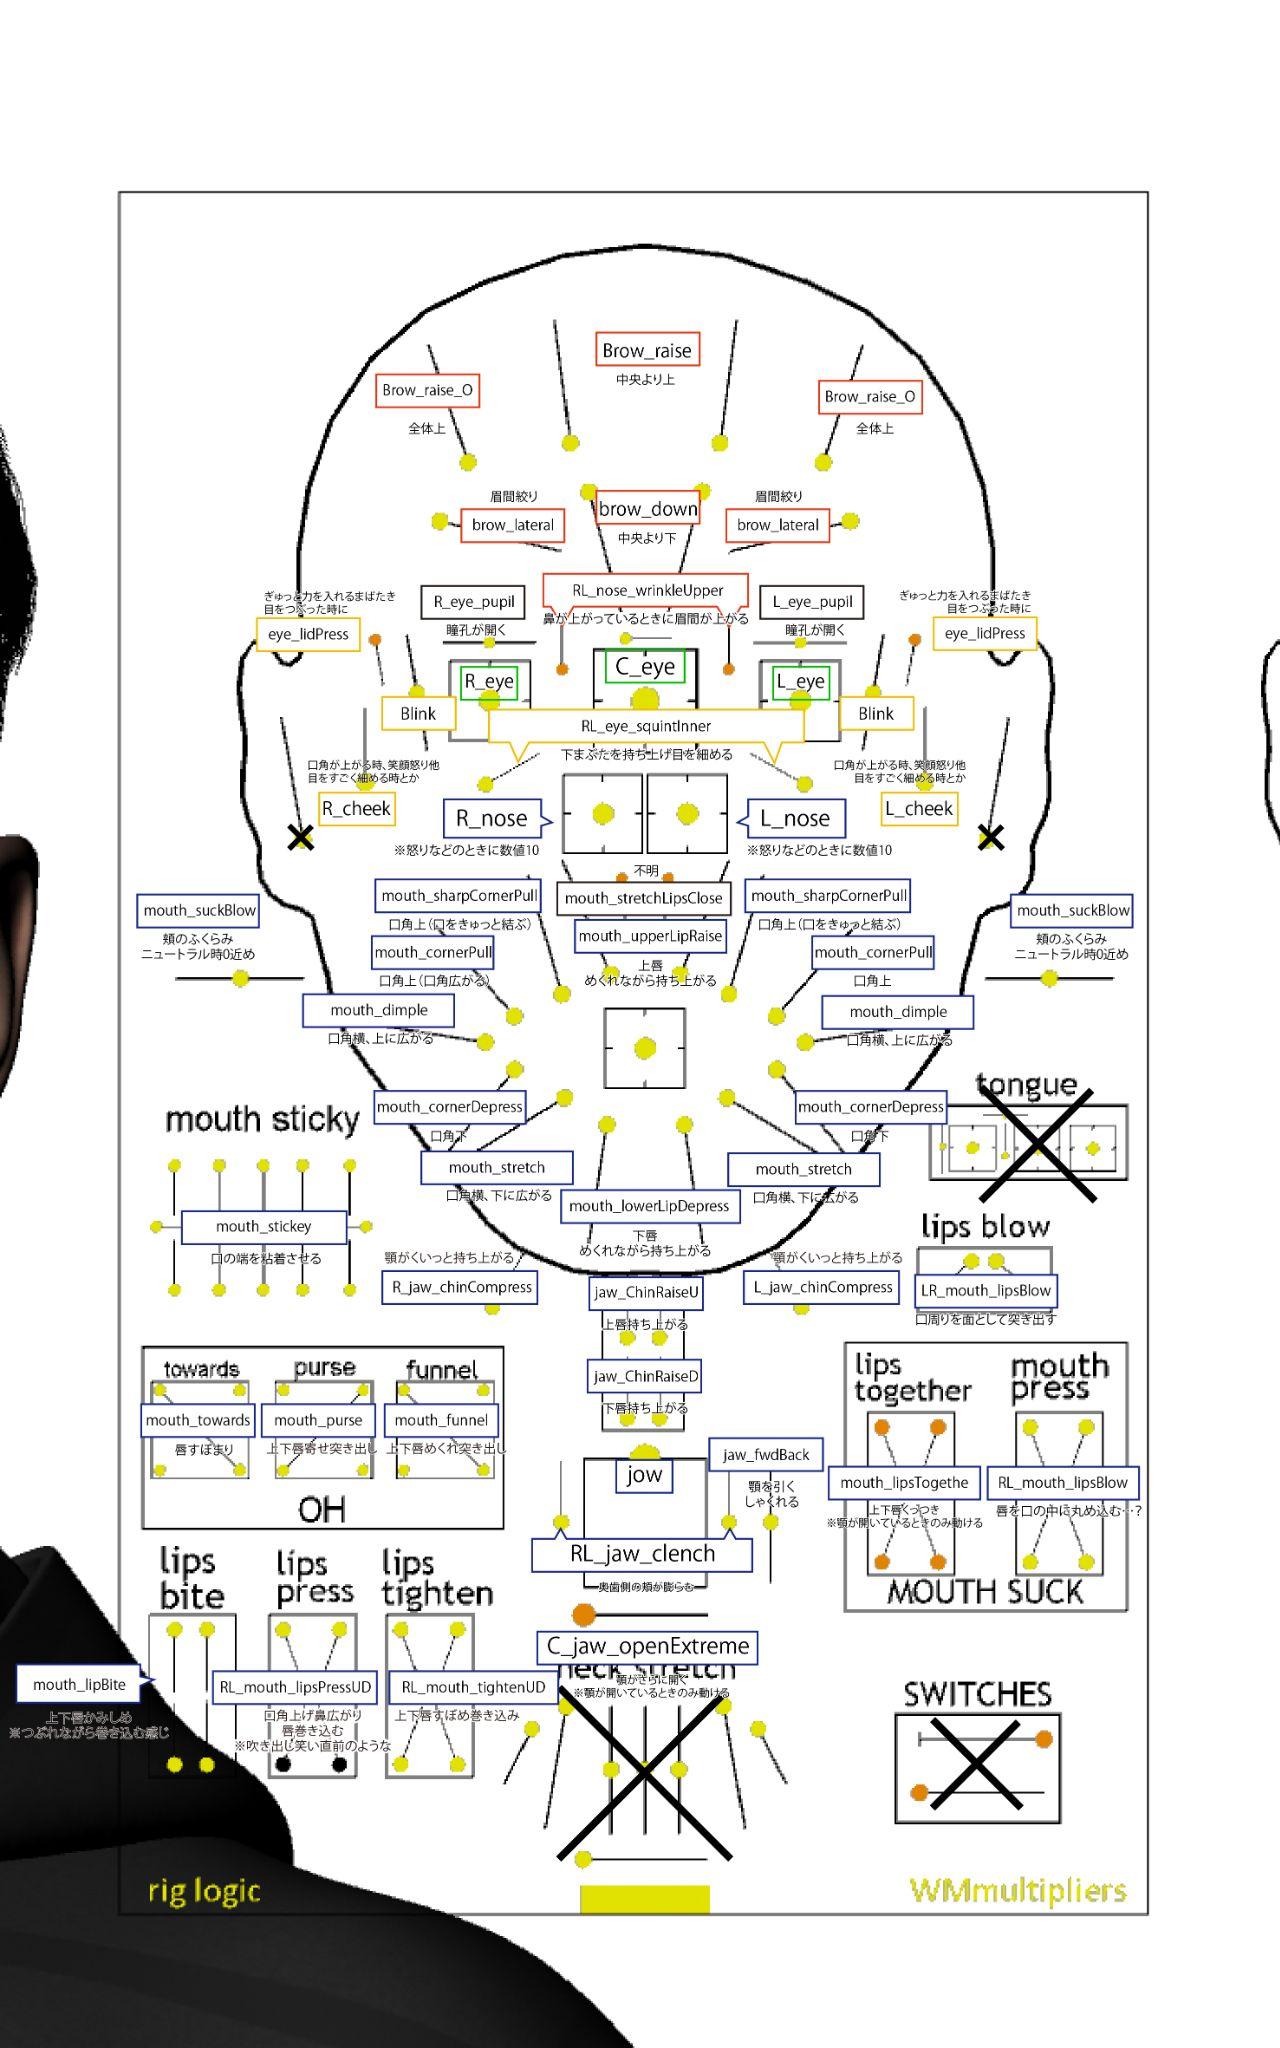 Brow_raise
中央より上
Brow_raise_O
全体上
Brow_raise_O
全体上
眉間絞り
brow_lateral
brow_down
中央より下
眉間絞り
brow_lateral
ぎゅっと力を入れるまばたき
目をつぶった時に
eye_lidPress
R_eye_pupil
瞳孔が開く
RL_nose_wrinkleUpper
鼻が上がっているときに眉間が上がる
L_eye_pupil
瞳孔が開く
ぎゅっと力を入れるまばたき
目をつぶった時に
eye_lidPress
R_eye
C_eye
L_eye
Blink
RL_eye_squintInner
下まぶたを持ち上げ目を細める
Blink
口角が上がる時、笑顔怒り他
目をすごく細める時とか
R_cheek
口角が上がる時、笑顔怒り他
目をすごく細める時とか
L_cheek
R_nose
※怒りなどのときに数値10
L_nose
※怒りなどのときに数値10
不明
mouth_stretchLipsClose
mouth_sharpCornerPull
口角上(口をきゅっと結ぶ)
mouth_sharpCornerPull
口角上(口をきゅっと結ぶ)
mouth_suckBlow
頬のふくらみ
ニュートラル時0近め
mouth_suckBlow
頬のふくらみ
ニュートラル時0近め
mouth_upperLipRaise
上唇
めくれながら持ち上がる
mouth_cornerPull
口角上(口角広がる)
mouth_cornerPull
口角上
mouth_dimple
口角横、上に広がる
mouth_dimple
口角横、上に広がる
mouth_cornerDepress
口角下
mouth_cornerDepress
口角下
tongue
mouth sticky
mouth_stickey
口の端を粘着させる
mouth_stretch
口角横、下に広がる
mouth_stretch
口角横、下に広がる
mouth_lowerLipDepress
下唇
めくれながら持ち上がる
lips blow
LR_mouth_lipsBlow
口周りを面として突き出す
顎がくいっと持ち上がる
R_jaw_chinCompress
顎がくいっと持ち上がる
L_jaw_chinCompress
jaw_ChinRaiseU
上唇持ち上がる
jaw_ChinRaiseD
下唇持ち上がる
towards
purse
funnel
mouth_towards
唇すぼまり
mouth_purse
上下唇寄せ突き出し
mouth_funnel
上下唇めくれ突き出し
OH
lips
together
mouth
press
mouth_lipsTogethe
上下唇くっつき
※顎が開いているときのみ動ける
RL_mouth_lipsBlow
唇を口の中に丸め込む…?
MOUTH SUCK
jow
jaw_fwdBack
顎を引く
しゃくれる
RL_jaw_clench
奥歯側の頬が膨らむ
C_jaw_openExtreme
neck stretch
顎がさらに開く
※顎が開いているときのみ動ける
lips
bite
lips
press
lips
tighten
mouth_lipBite
上下唇かみしめ
※つぶれながら巻き込む感じ
RL_mouth_lipsPressUD
口角上げ鼻広がり
唇巻き込む
※吹き出し笑い直前のような
RL_mouth_tightenUD
上下唇すぼめ巻き込み
SWITCHES
rig logic
WMmultipliers